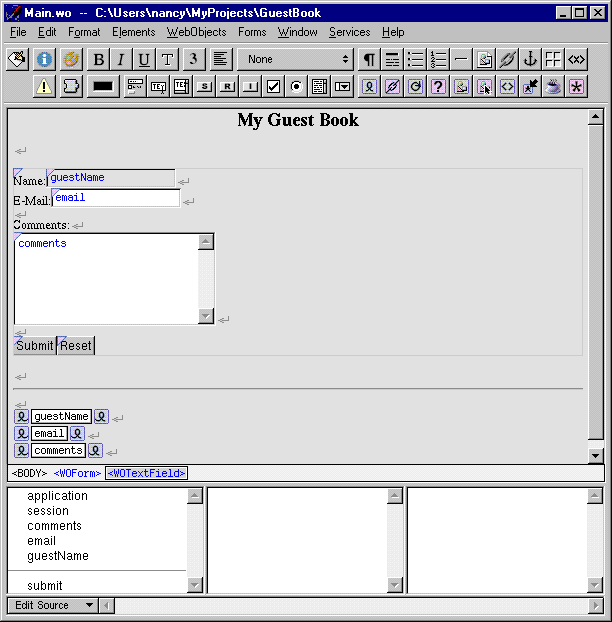 Main.wo -- C:\Users\nancy\MyProjects\GuestBook
File Edit Format Elements WebObjects Forms Window Services Help
B I U T 3 None
My Guest Book
Name: guestName
E-Mail: email
Comments:
comments
Submit Reset
guestName
email
comments
<BODY> <WOForm> <WOTextField>
application
session
comments
email
guestName
submit
Edit Source